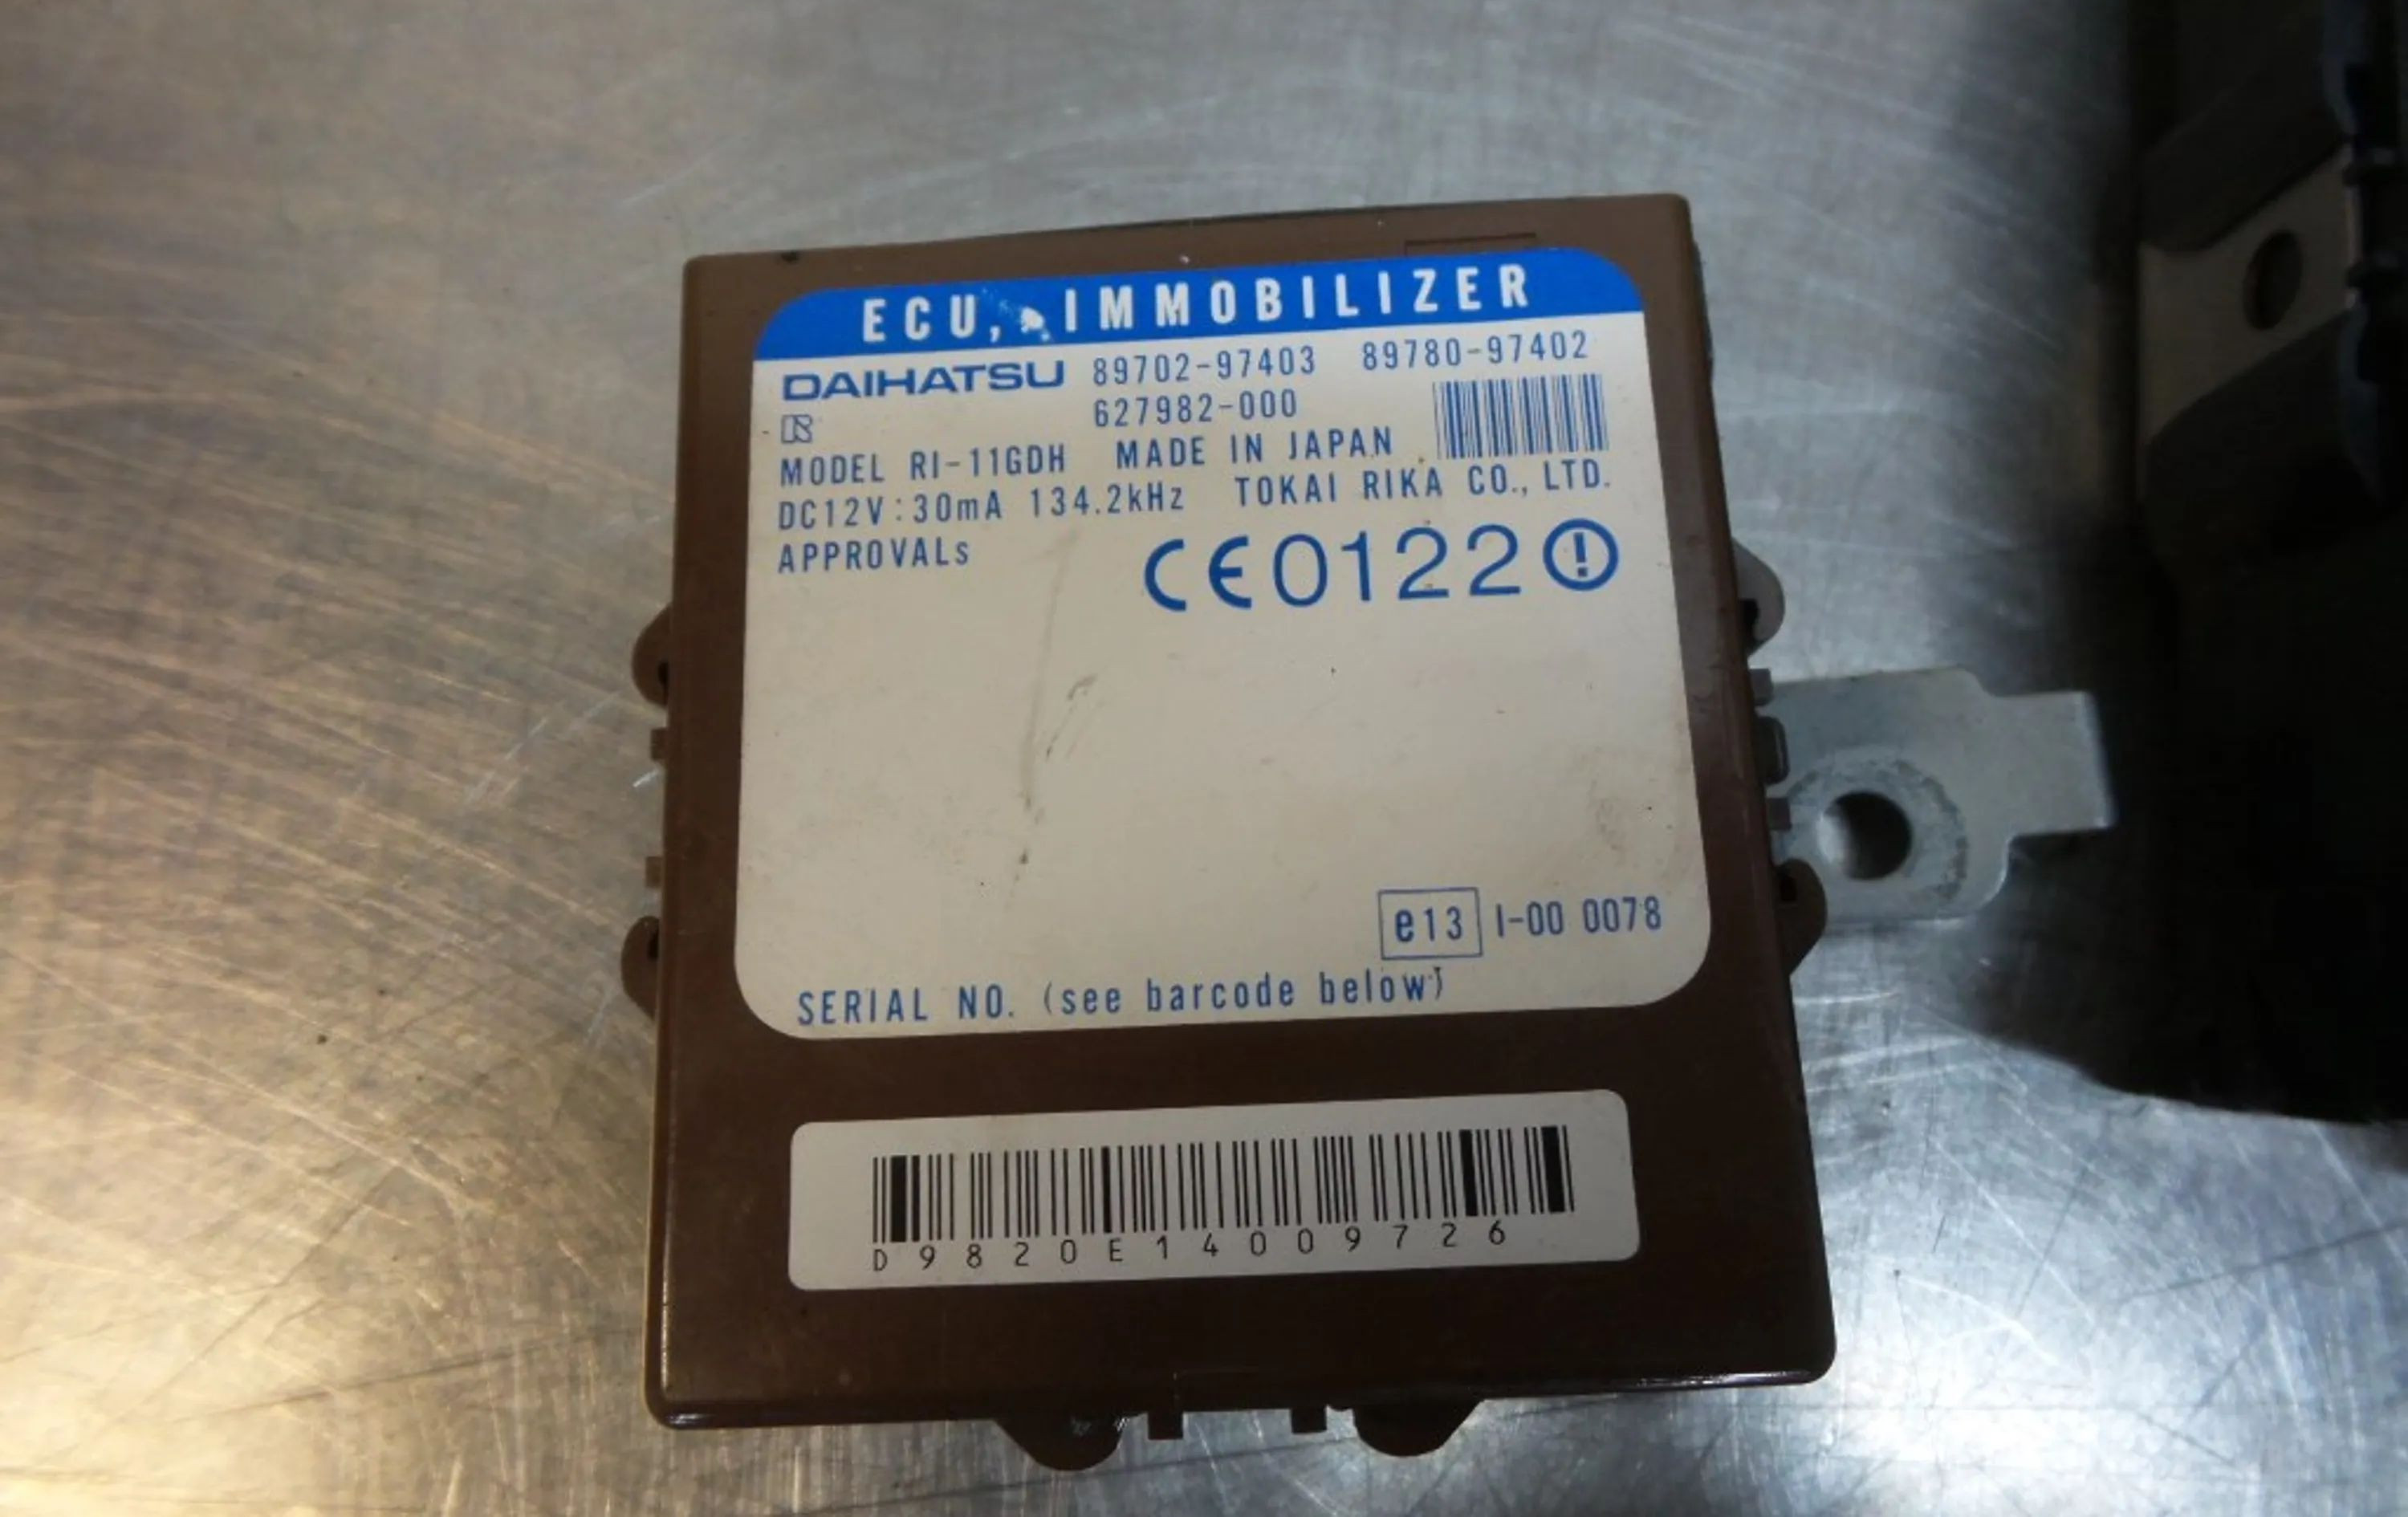 ECU, IMMOBILIZER
DAIHATSU 89702-97403 89780-97402
627982-000
MODEL RI-11GDH MADE IN JAPAN
DC12V:30mA 134.2kHz TOKAI RIKA CO., LTD.
APPROVALs CE0122
e13 I-00 0078
SERIAL NO. (see barcode below)
D9820E14009726